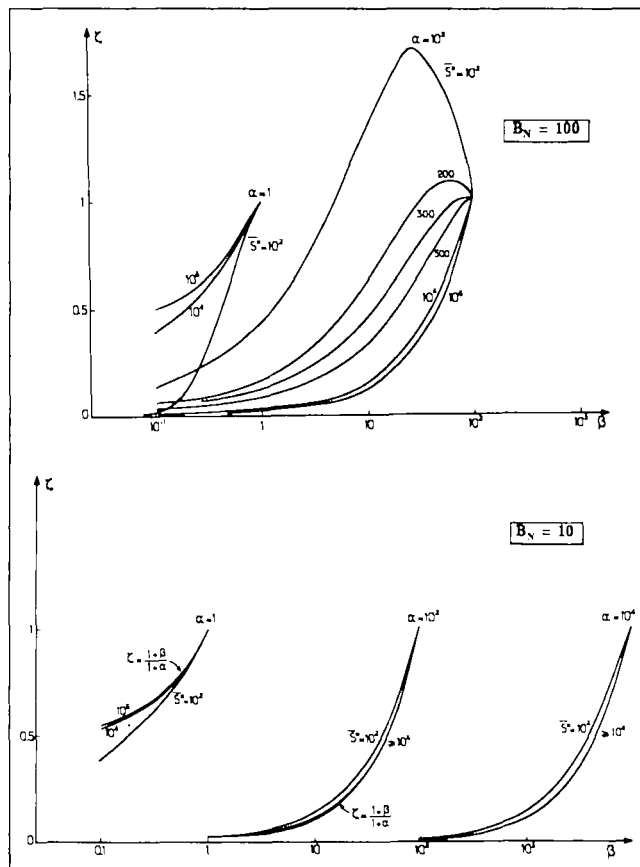 ζ
α=10²
S̄°=10²
B_N = 100
1.5
200
α=1
300
1
S̄°=10²
500
10⁶
10⁴
10⁴
10⁶
0.5
0
10⁻¹ 1 10 10² 10³ β
ζ
B_N = 10
α=1 α=10² α=10⁴
1
ζ = 1+β / 1+α
S̄°=10²
10⁴
S̄°=10² ≥10⁴
S̄°=10² ≥10⁴
0.5
ζ = 1+β / 1+α
0
0.1 1 10 10² 10³ β